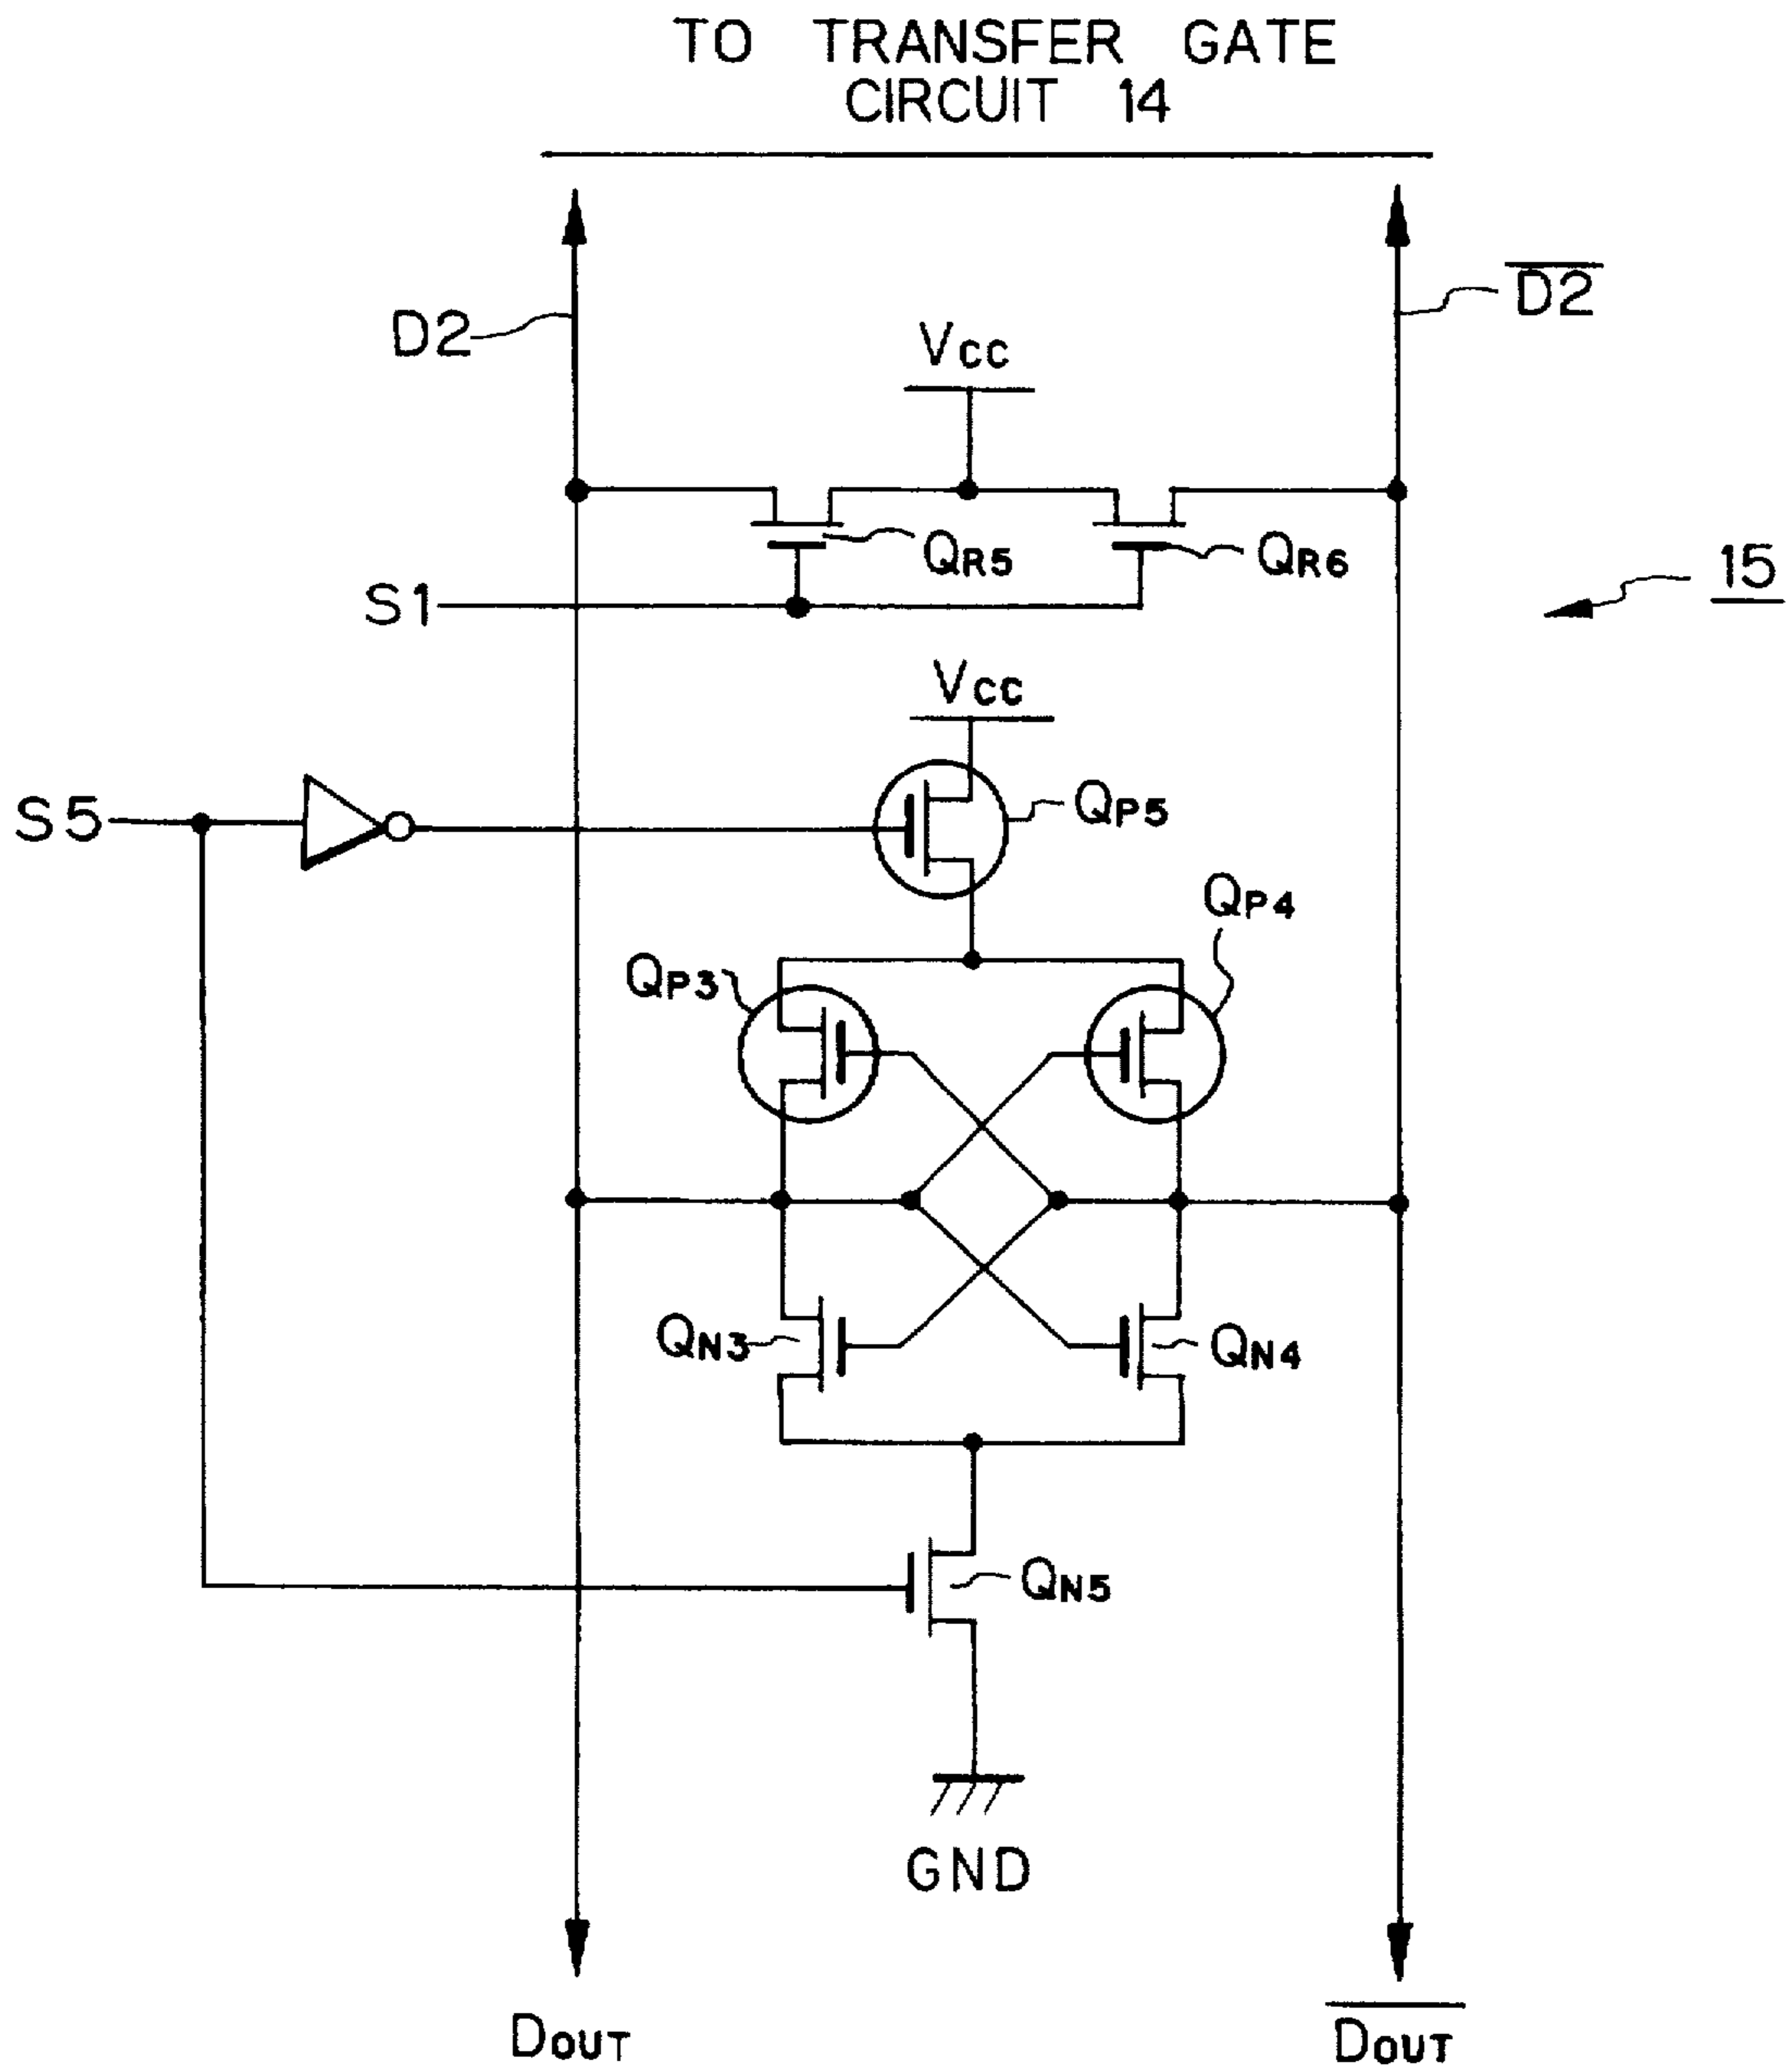 TO TRANSFER GATE
CIRCUIT 14
D2
D2
Vcc
QR5
QR6
S1
15
Vcc
S5
QP5
QP4
QP3
QN3
QN4
QN5
GND
DOUT
DOUT